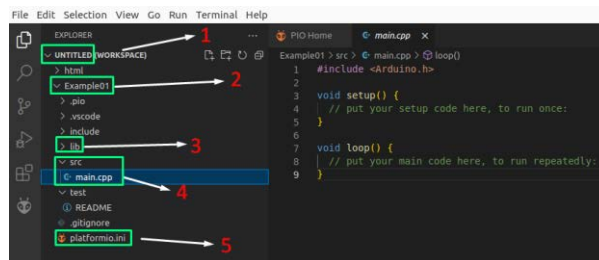 File Edit Selection View Go Run Terminal Help
EXPLORER
UNTITLED (WORKSPACE)
1
html
Example01
2
.pio
.vscode
include
lib
3
src
main.cpp
4
test
README
.gitignore
platformio.ini
5
PIO Home
main.cpp
Example01 > src > main.cpp > loop()
1 #include <Arduino.h>
2
3 void setup() {
4 // put your setup code here, to run once:
5 }
6
7 void loop() {
8 // put your main code here, to run repeatedly:
9 }